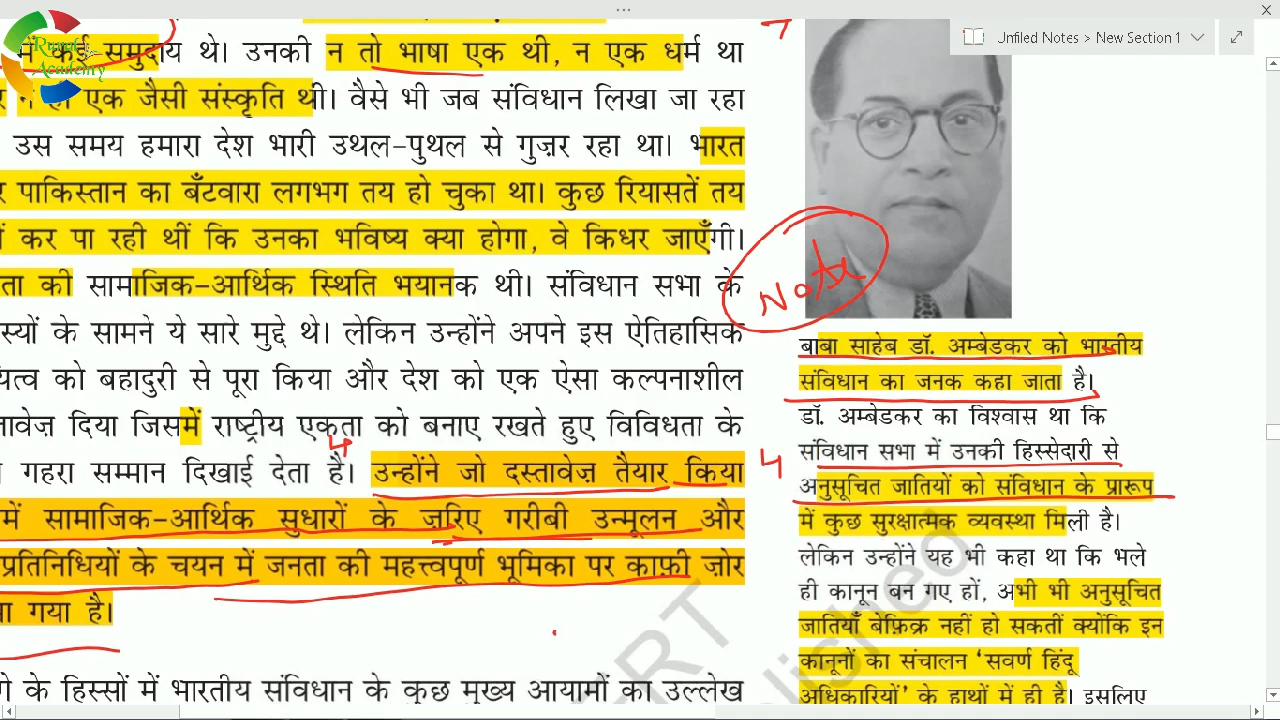 Rural
Academy
कई समुदाय थे। उनकी न तो भाषा एक थी, न एक धर्म था
एक जैसी संस्कृति थी। वैसे भी जब संविधान लिखा जा रहा
उस समय हमारा देश भारी उथल-पुथल से गुज़र रहा था। भारत
पाकिस्तान का बँटवारा लगभग तय हो चुका था। कुछ रियासतें तय
कर पा रही थीं कि उनका भविष्य क्या होगा, वे किधर जाएँगी।
की सामाजिक-आर्थिक स्थिति भयानक थी। संविधान सभा के
के सामने ये सारे मुद्दे थे। लेकिन उन्होंने अपने इस ऐतिहासिक
को बहादुरी से पूरा किया और देश को एक ऐसा कल्पनाशील
दिया जिसमें राष्ट्रीय एकता को बनाए रखते हुए विविधता के
गहरा सम्मान दिखाई देता है। उन्होंने जो दस्तावेज़ तैयार किया
में सामाजिक-आर्थिक सुधारों के ज़रिए गरीबी उन्मूलन और
प्रतिनिधियों के चयन में जनता की महत्त्वपूर्ण भूमिका पर काफ़ी ज़ोर
गया है।
के हिस्सों में भारतीय संविधान के कुछ मुख्य आयामों का उल्लेख
4
Unfiled Notes > New Section 1
Note
बाबा साहेब डॉ. अम्बेडकर को भारतीय
संविधान का जनक कहा जाता है।
डॉ. अम्बेडकर का विश्वास था कि
4
संविधान सभा में उनकी हिस्सेदारी से
अनुसूचित जातियों को संविधान के प्रारूप
में कुछ सुरक्षात्मक व्यवस्था मिली है।
लेकिन उन्होंने यह भी कहा था कि भले
ही कानून बन गए हों, अभी भी अनुसूचित
जातियाँ बेफ़िक्र नहीं हो सकतीं क्योंकि इन
कानूनों का संचालन ‘सवर्ण हिंदू
अधिकारियों’ के हाथों में ही है। इसलिए